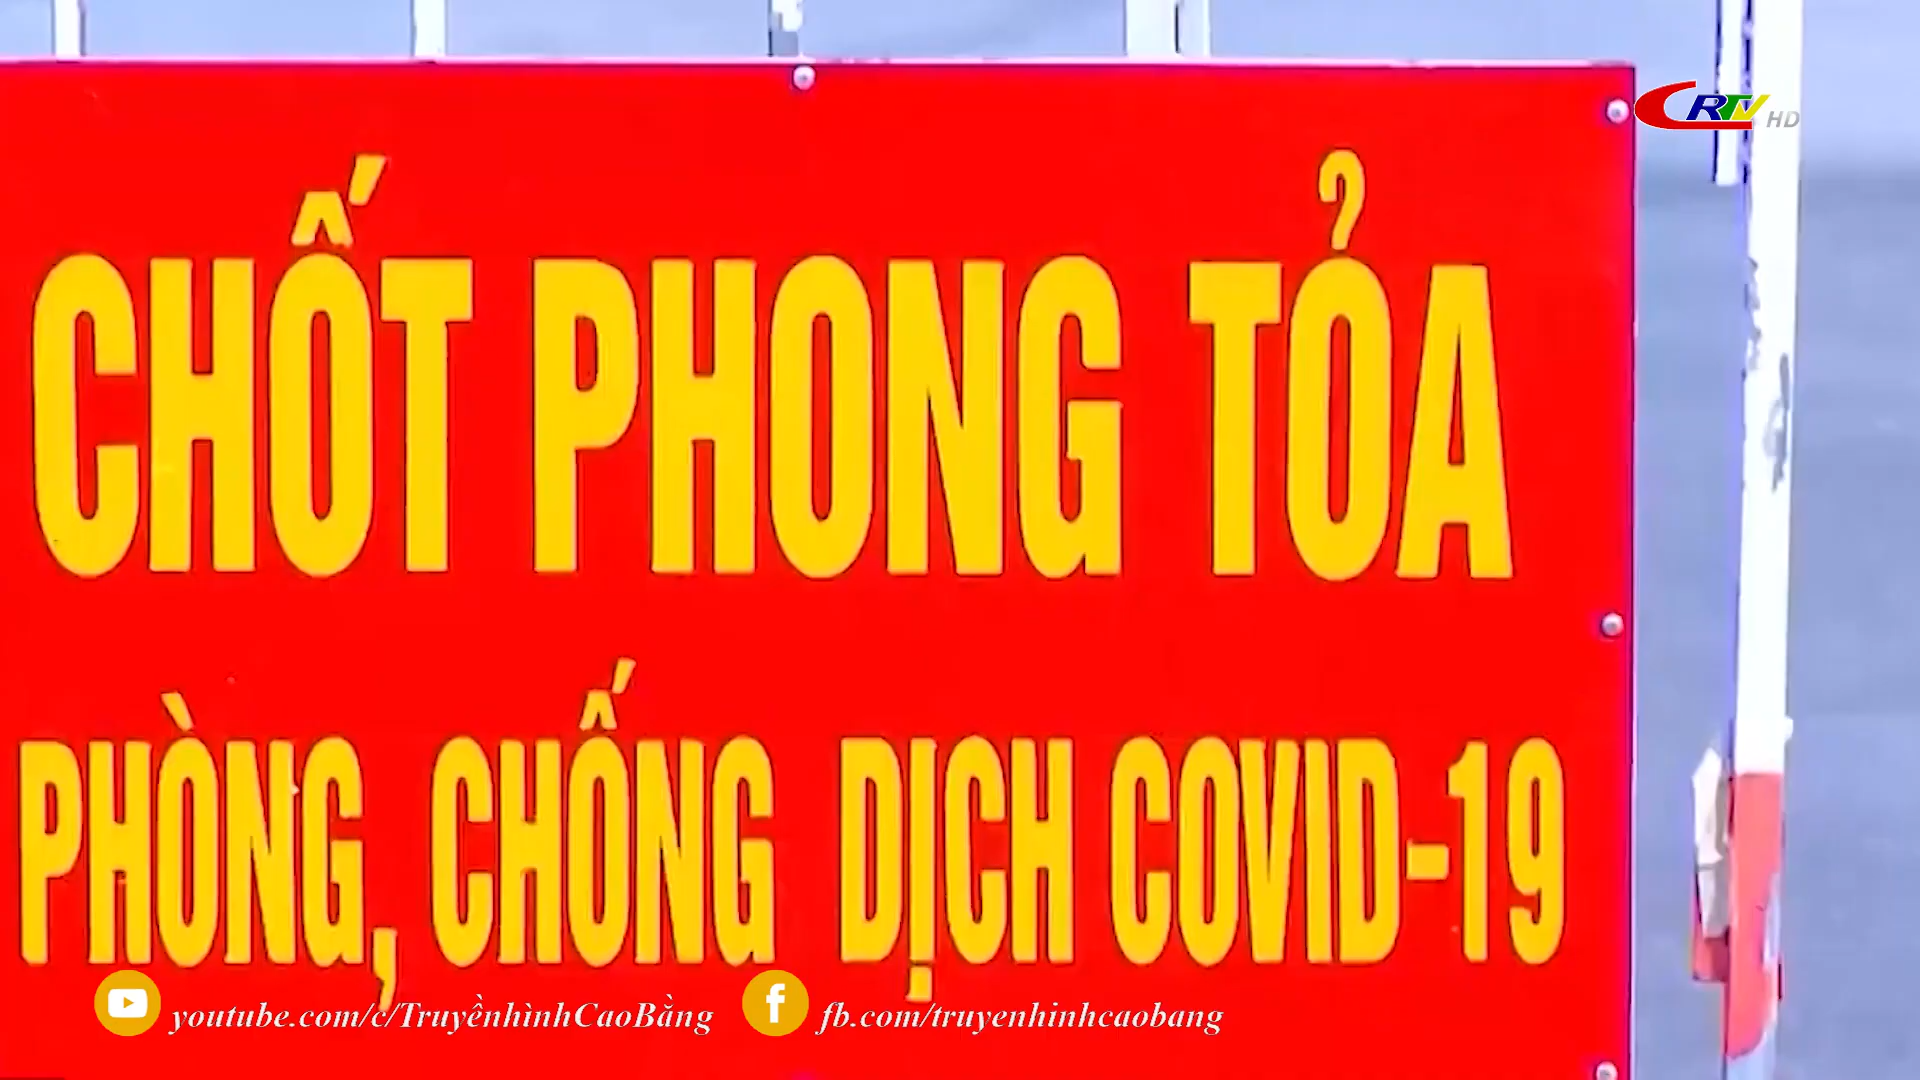 CRTV HD
CHỐT PHONG TỎA
PHÒNG, CHỐNG DỊCH COVID-19
youtube.com/c/TruyềnhìnhCaoBằng fb.com/truyenhinhcaobang